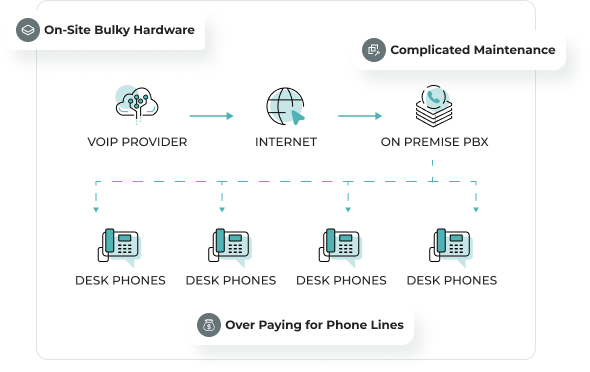 On-Site Bulky Hardware
Complicated Maintenance
VOIP PROVIDER
INTERNET
ON PREMISE PBX
DESK PHONES
DESK PHONES
DESK PHONES
DESK PHONES
Over Paying for Phone Lines